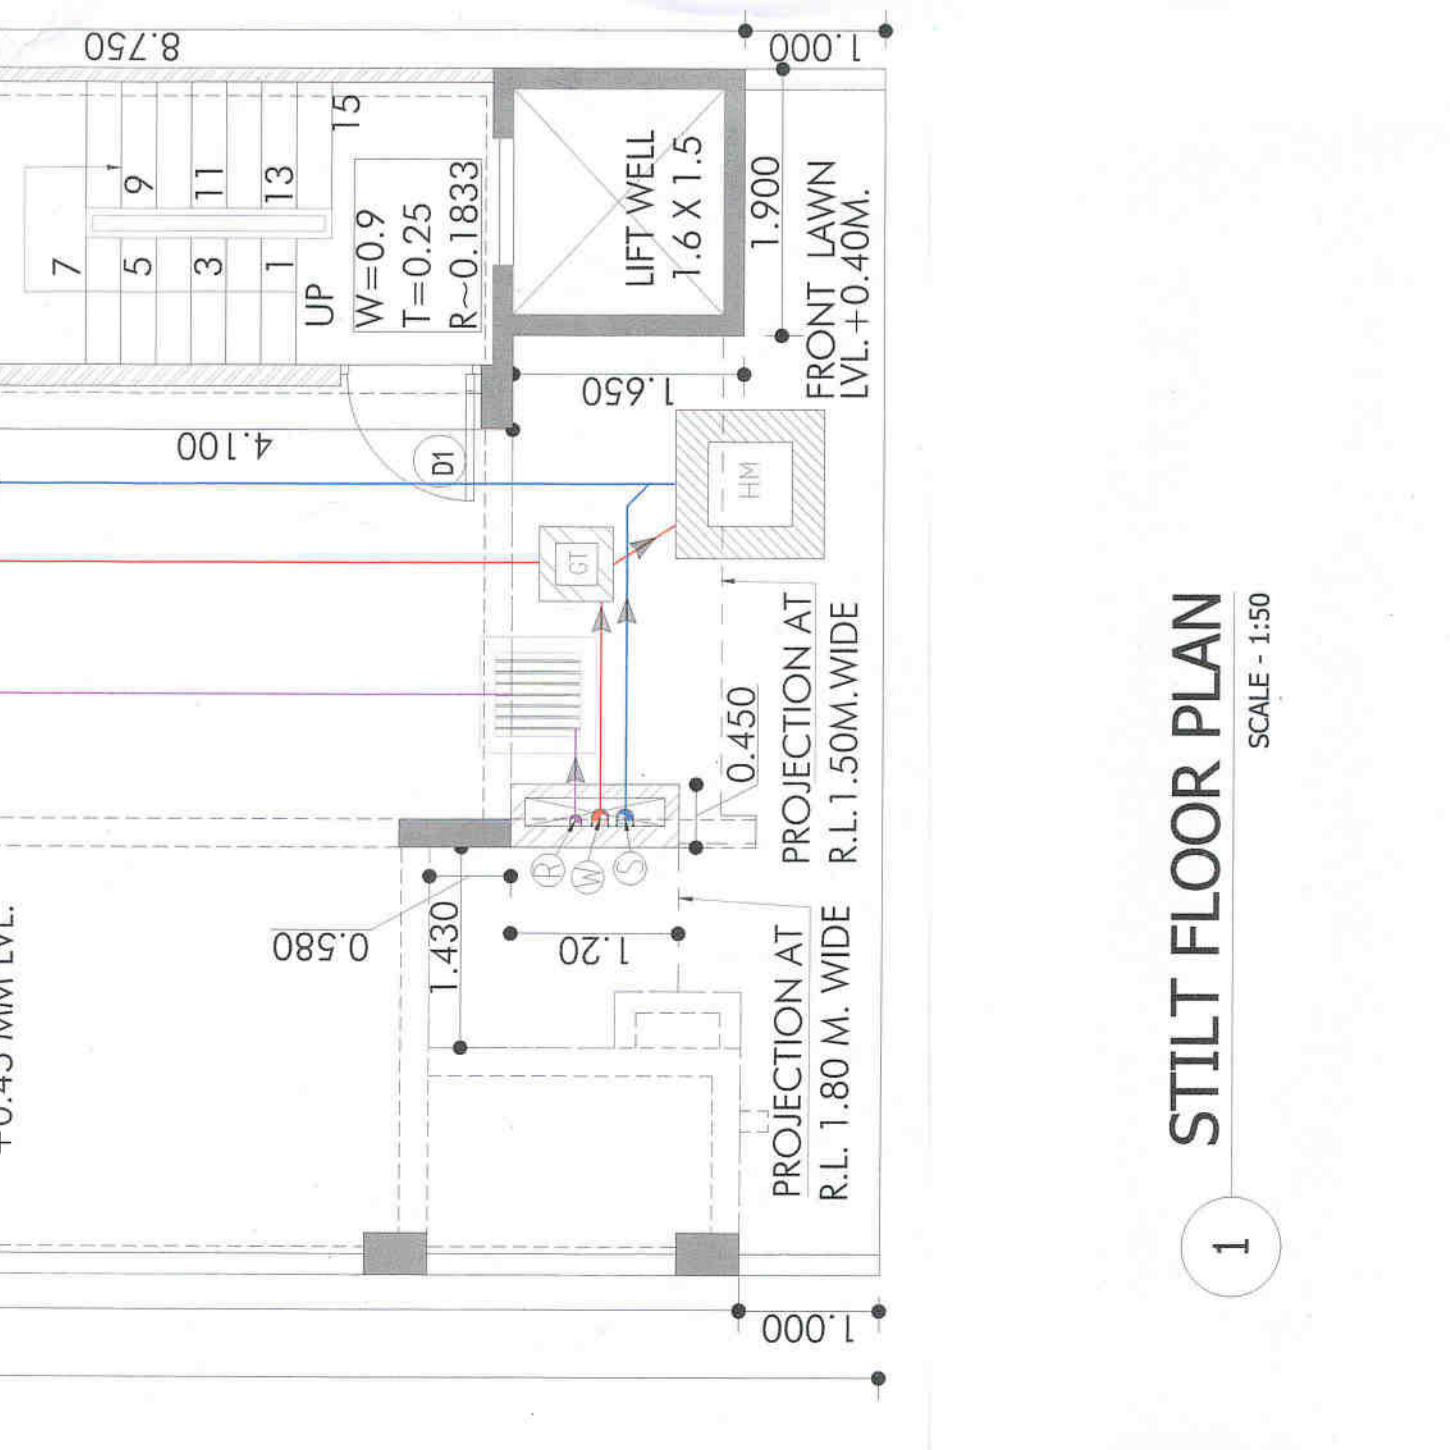 8.750
1.000
15
9
11
13
7
5
3
1
UP
W=0.9
T=0.25
R~0.1833
LIFT WELL
1.6 X 1.5
1.900
FRONT LAWN
LVL.+0.40M.
1.650
4.100
D1
HM
GT
PROJECTION AT
R.L.1.50M.WIDE
0.450
R
W
S
0.580
1.430
1.20
PROJECTION AT
R.L. 1.80 M. WIDE
1.000
STILT FLOOR PLAN
SCALE - 1:50
1